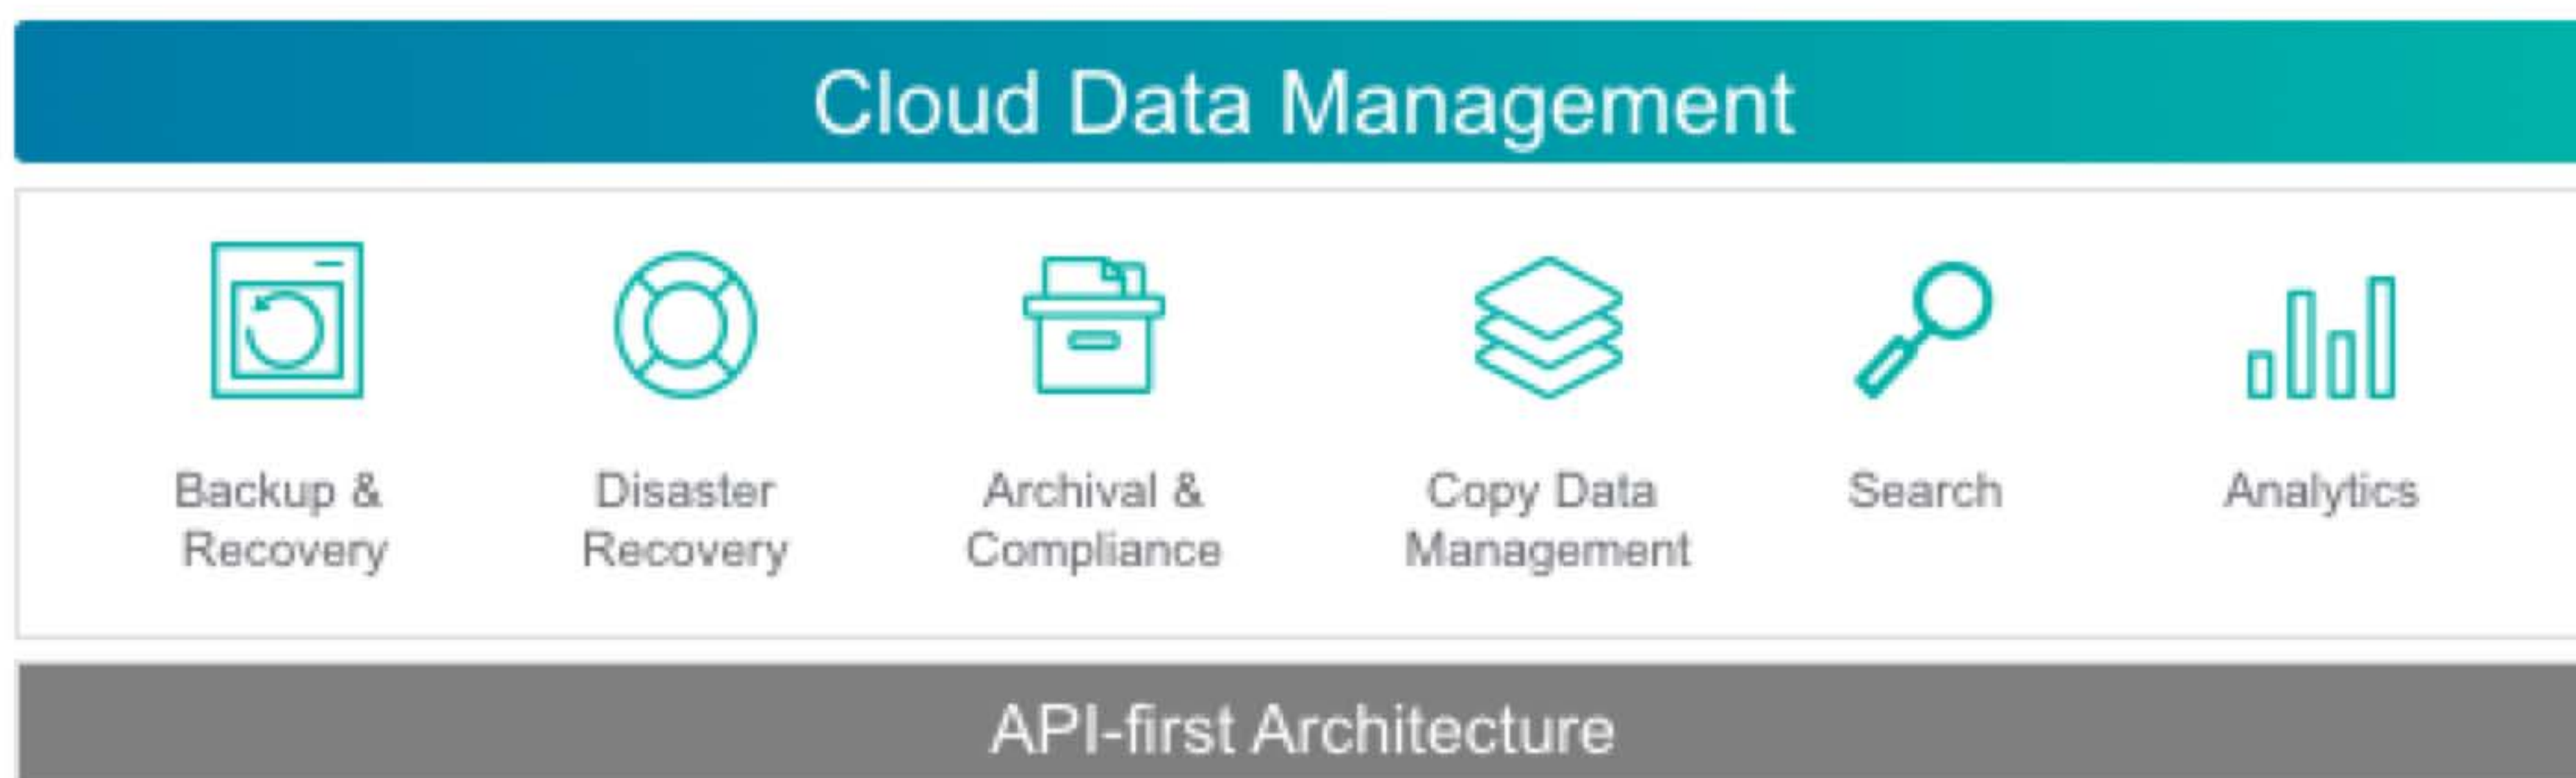 Cloud Data Management
Backup &
Recovery
Disaster
Recovery
Archival &
Compliance
Copy Data
Management
Search
Analytics
API-first Architecture